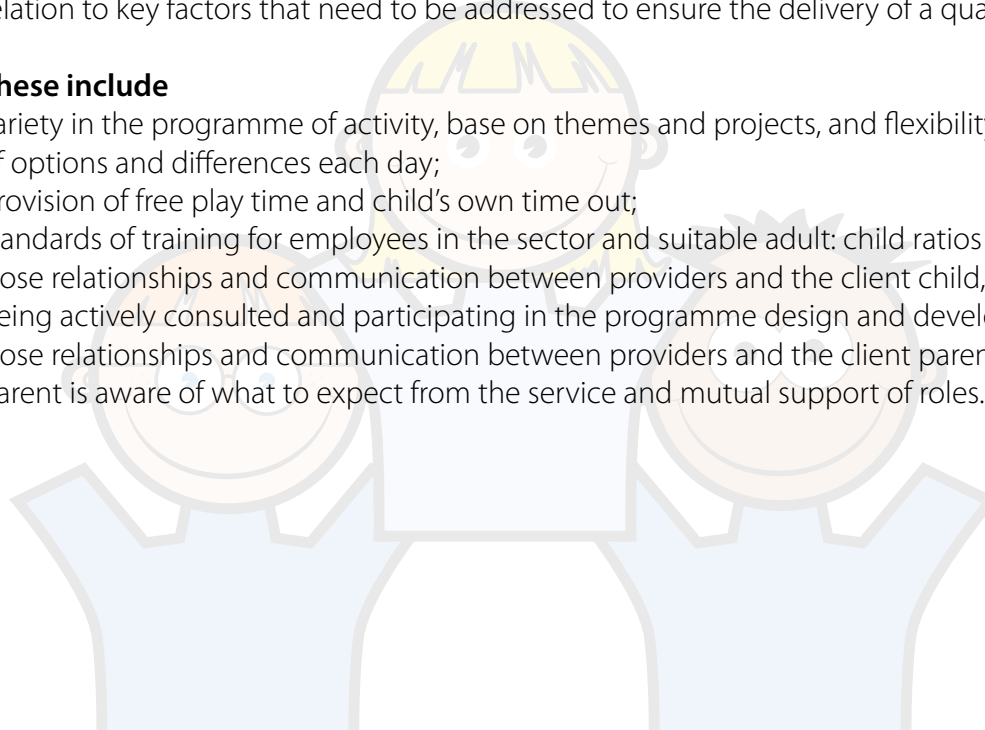 elation to key factors that need to be addressed to ensure the delivery of a qua
hese include
ariety in the programme of activity, base on themes and projects, and flexibility
f options and differences each day;
rovision of free play time and child’s own time out;
andards of training for employees in the sector and suitable adult: child ratios
ose relationships and communication between providers and the client child,
eing actively consulted and participating in the programme design and devel
ose relationships and communication between providers and the client paren
arent is aware of what to expect from the service and mutual support of roles.